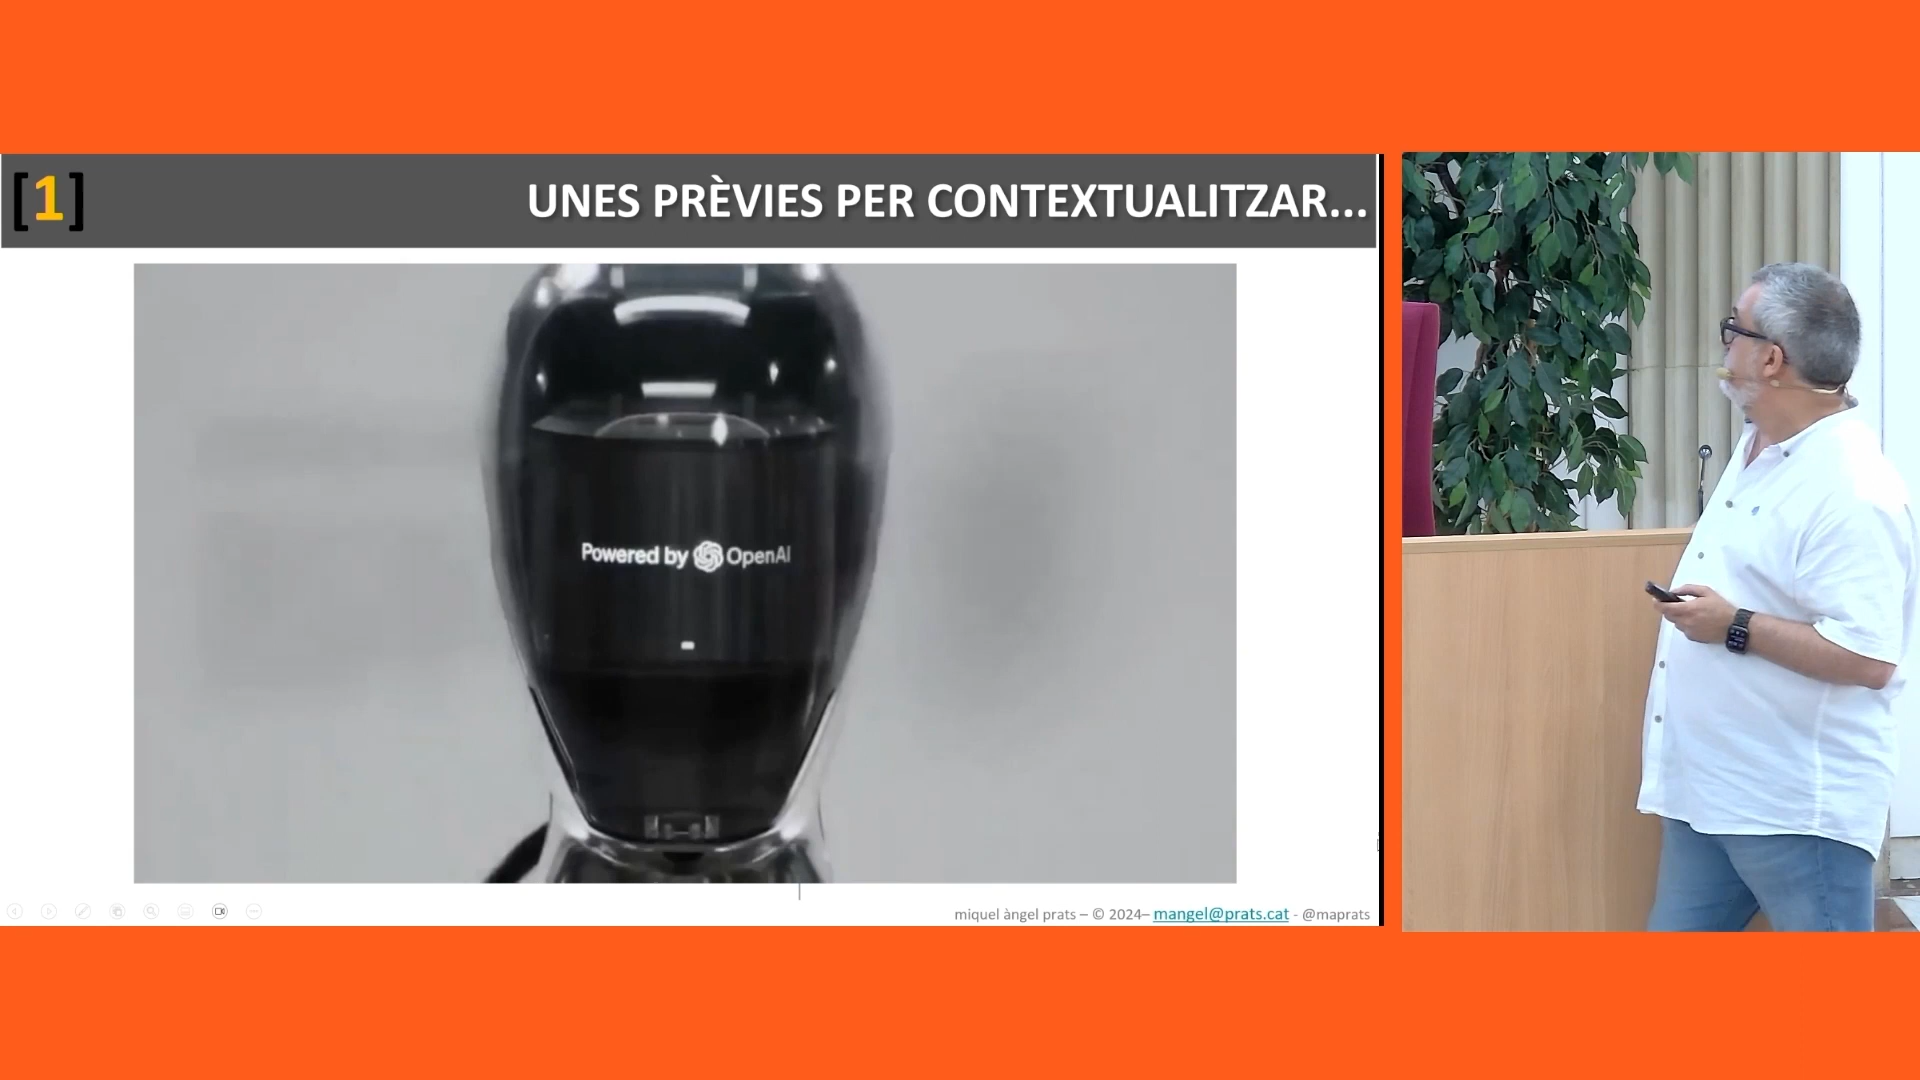 [1]
UNES PRÈVIES PER CONTEXTUALITZAR...
Powered by OpenAI
miquel àngel prats – © 2024– mangel@prats.cat - @maprats